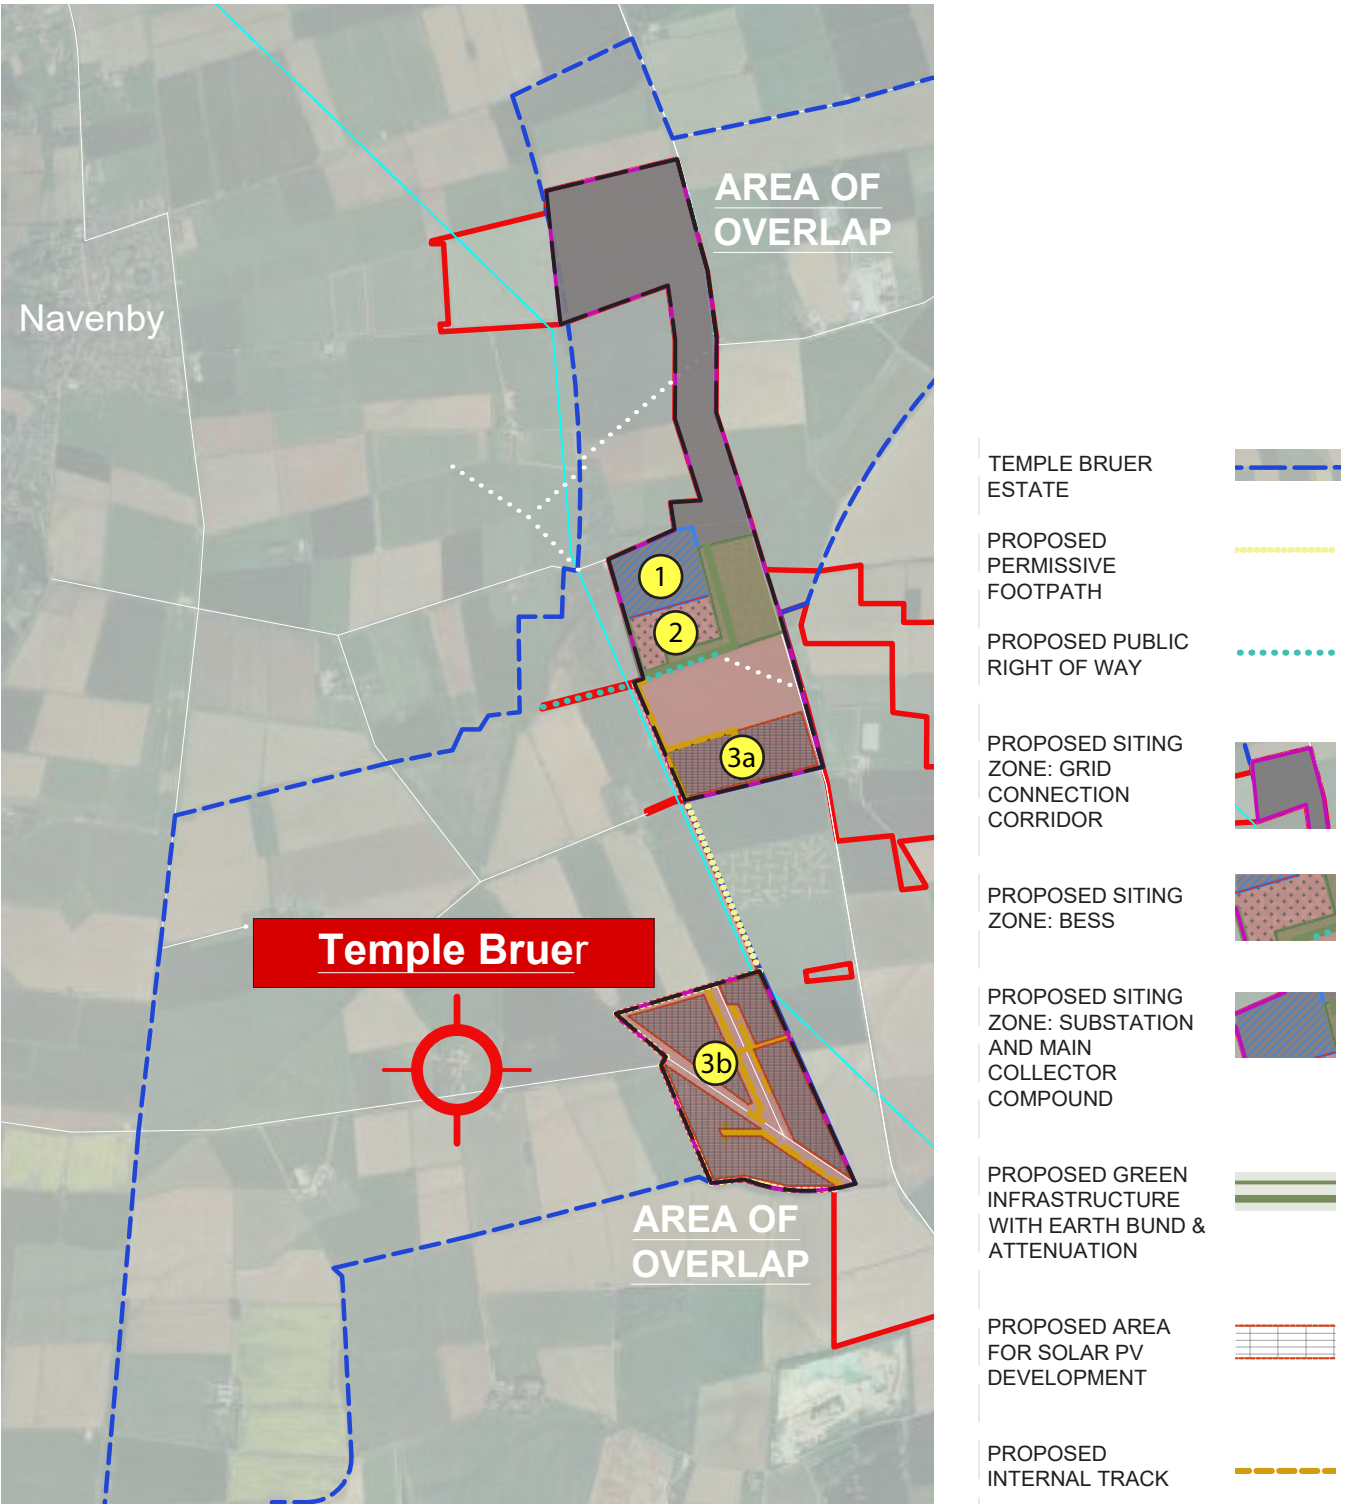 AREA OF
OVERLAP
Navenby
1
2
3a
Temple Bruer
3b
AREA OF
OVERLAP
TEMPLE BRUER
ESTATE
PROPOSED
PERMISSIVE
FOOTPATH
PROPOSED PUBLIC
RIGHT OF WAY
PROPOSED SITING
ZONE: GRID
CONNECTION
CORRIDOR
PROPOSED SITING
ZONE: BESS
PROPOSED SITING
ZONE: SUBSTATION
AND MAIN
COLLECTOR
COMPOUND
PROPOSED GREEN
INFRASTRUCTURE
WITH EARTH BUND &
ATTENUATION
PROPOSED AREA
FOR SOLAR PV
DEVELOPMENT
PROPOSED
INTERNAL TRACK